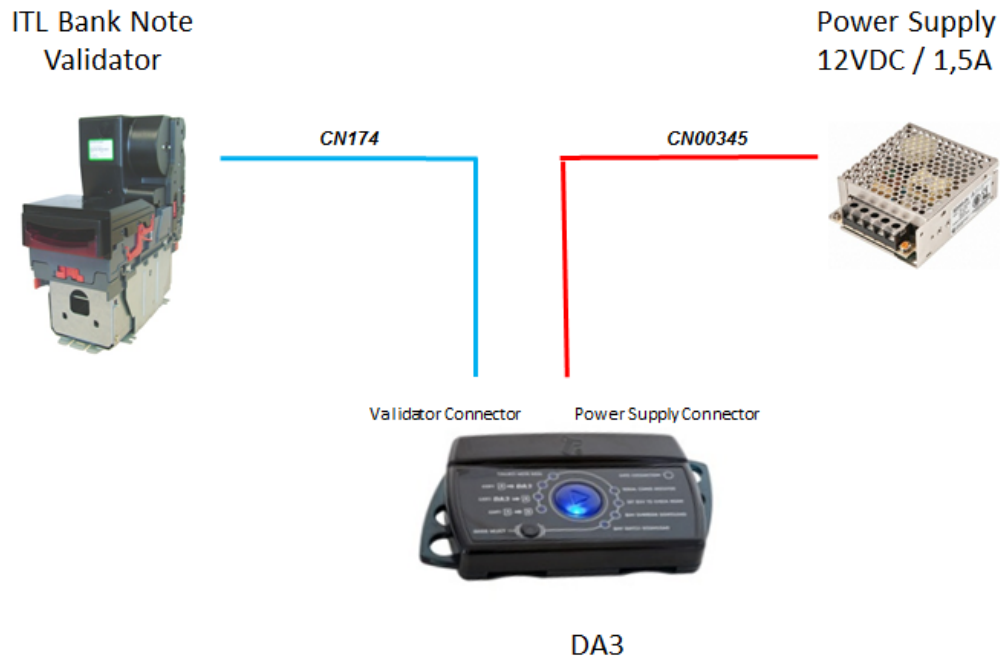 ITL Bank Note
Validator
Power Supply
12VDC / 1,5A
CN174
CN00345
Validator Connector
Power Supply Connector
DA3